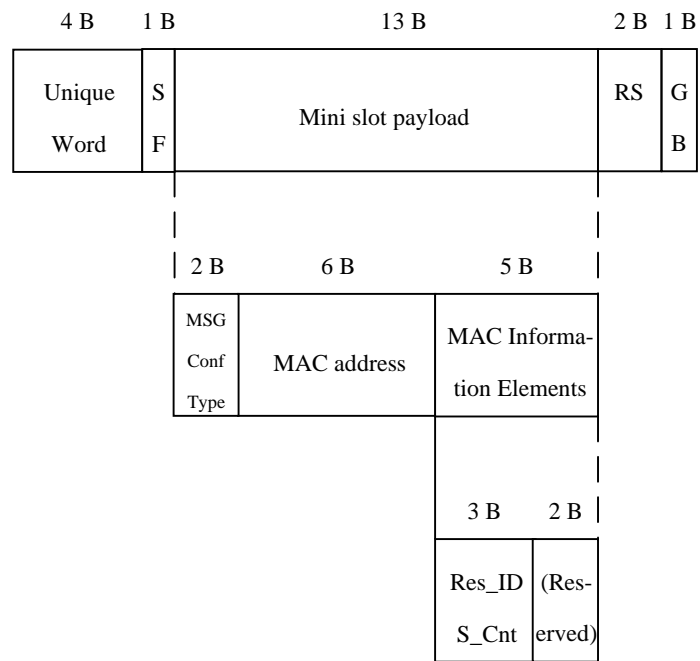 4 B 1 B 13 B 2 B 1 B
Unique S RS G
Mini slot payload
Word F B
2 B 6 B 5 B
MSG MAC Informa-
Conf MAC address
Type tion Elements
3 B 2 B
Res_ID (Res-
S_Cnt erved)